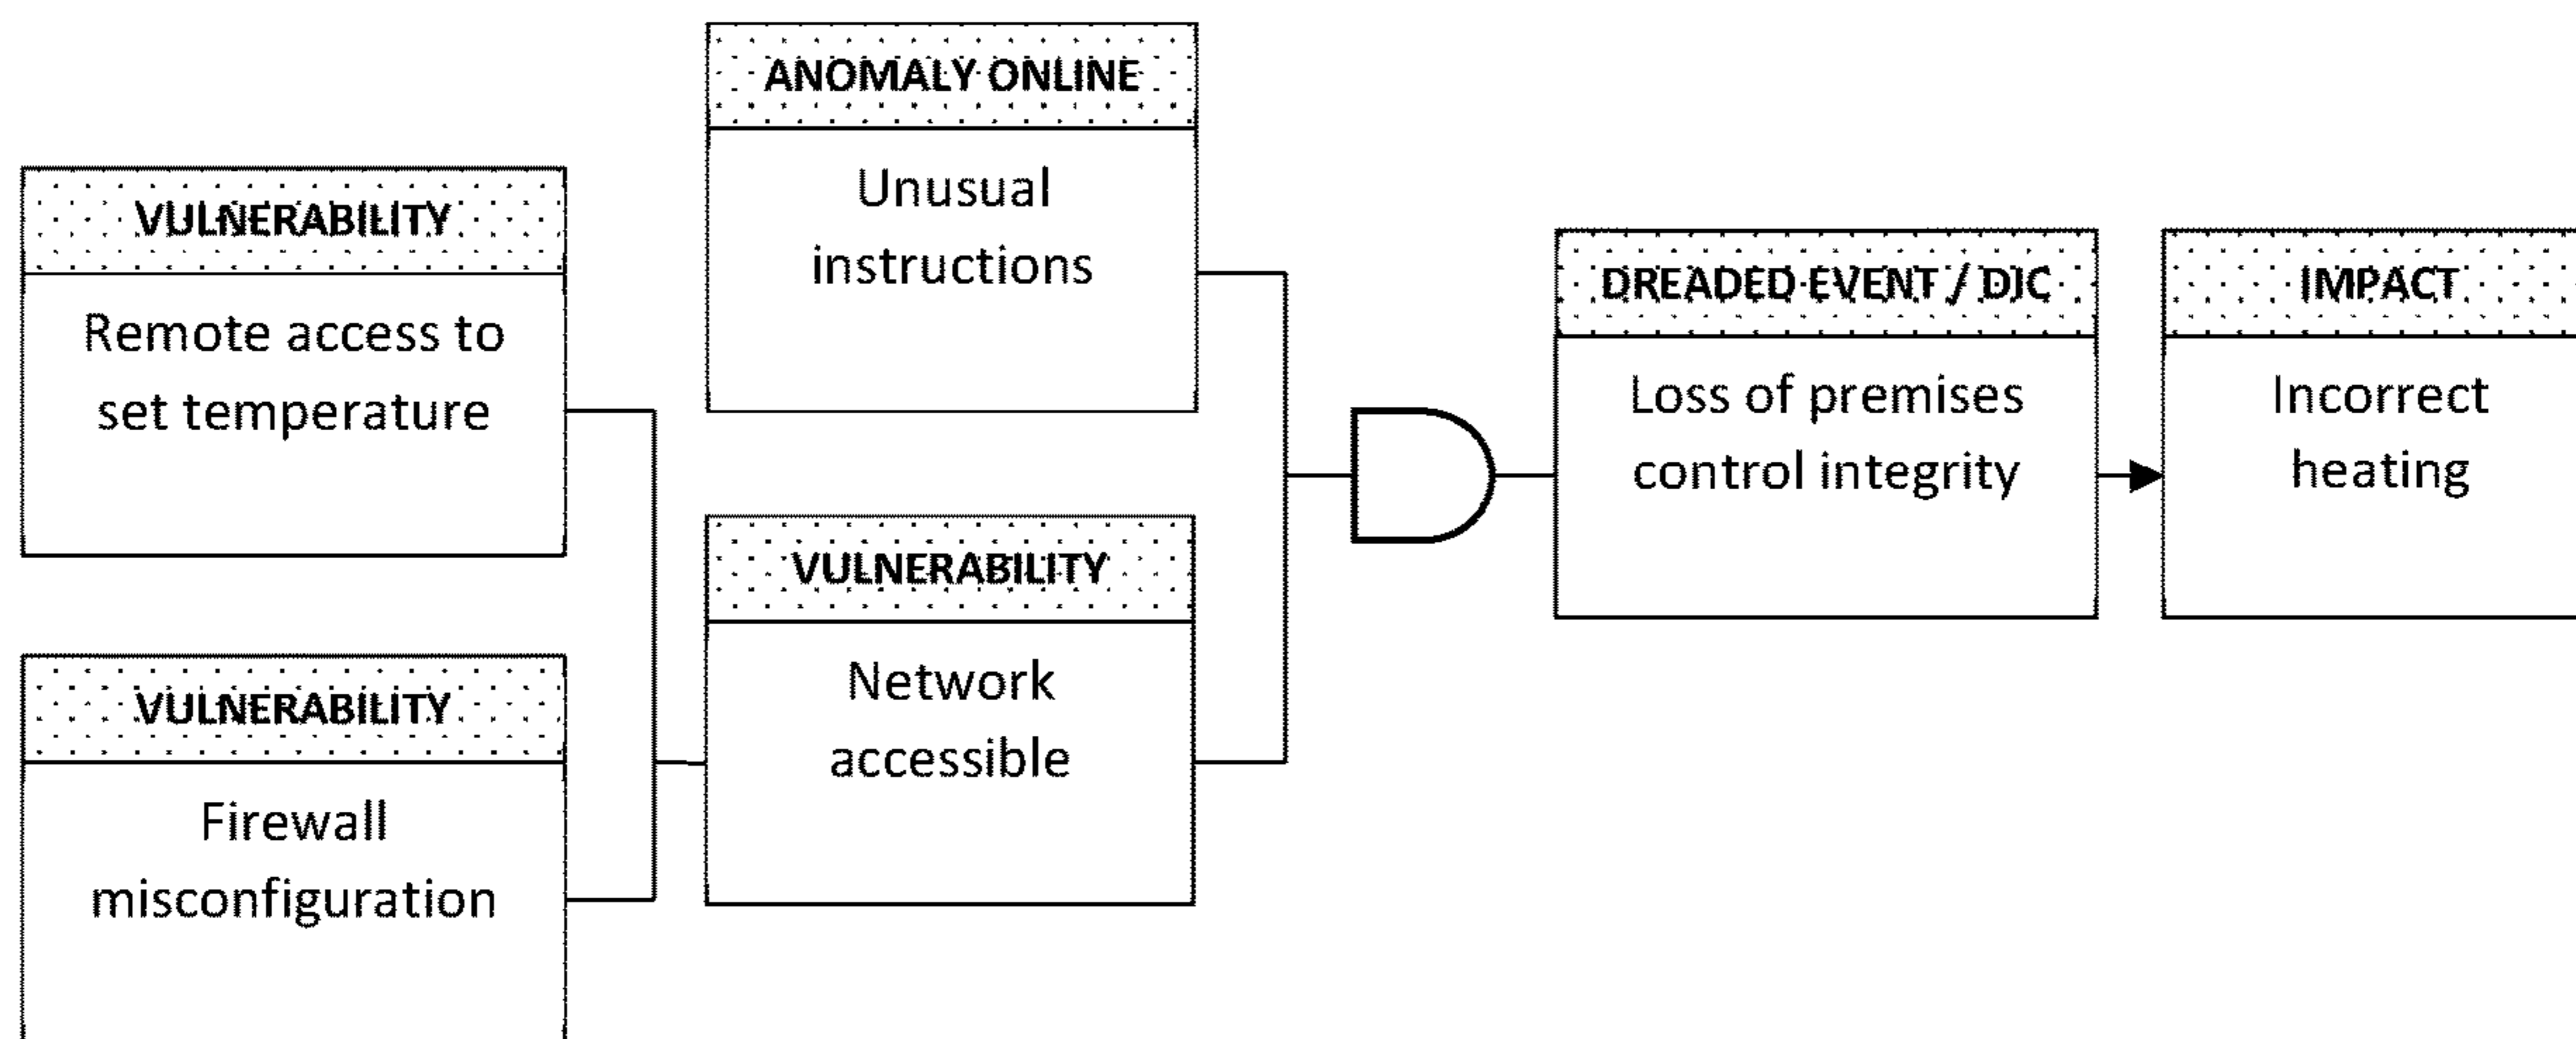 ANOMALY ONLINE
Unusual
instructions
VULNERABILITY
Remote access to
set temperature
VULNERABILITY
Network
accessible
VULNERABILITY
Firewall
misconfiguration
DREADED EVENT / DIC
Loss of premises
control integrity
IMPACT
Incorrect
heating